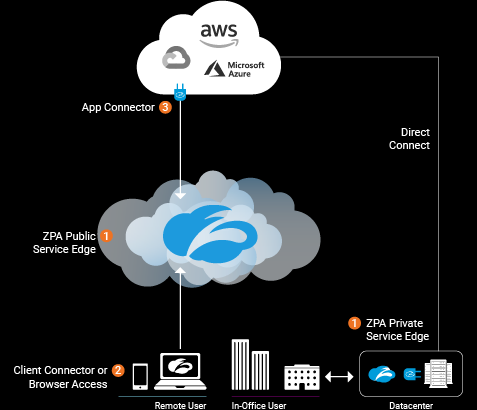 aws
Microsoft
Azure
App Connector 3
Direct
Connect
ZPA Public
Service Edge 1
1 ZPA Private
Service Edge
Client Connector or
Browser Access 2
Remote User
In-Office User
Datacenter